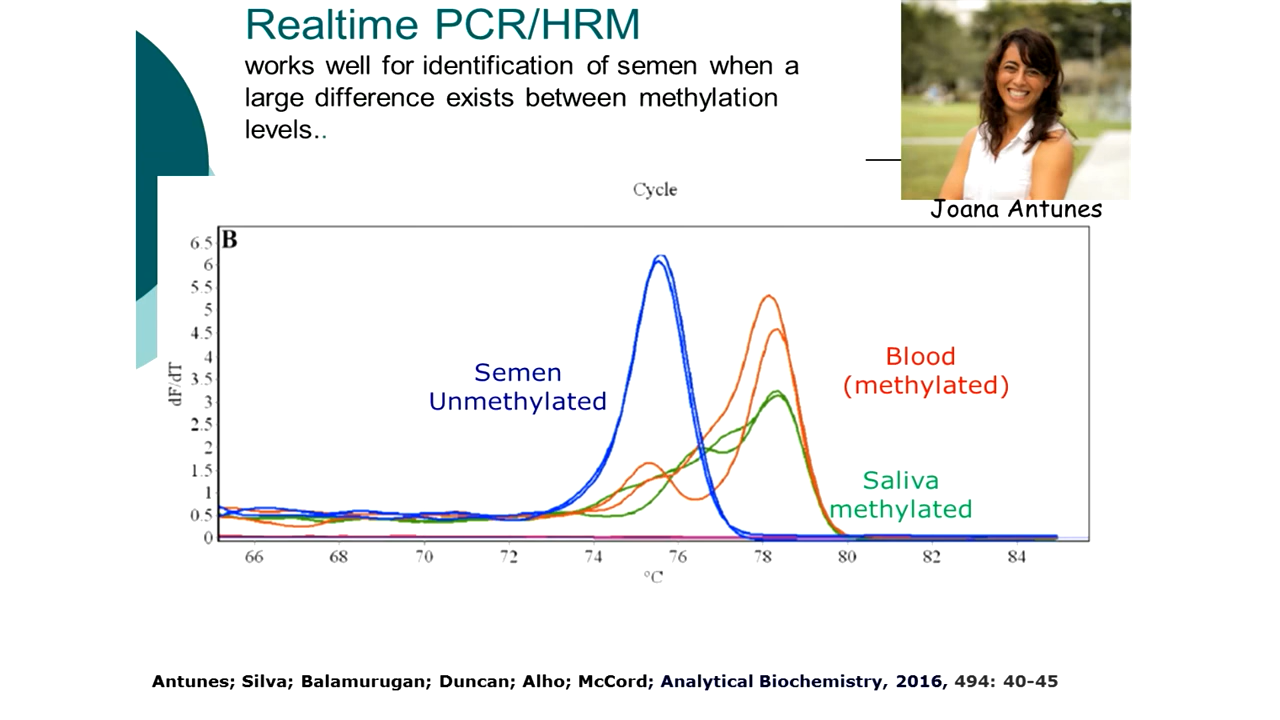 Realtime PCR/HRM
works well for identification of semen when a
large difference exists between methylation
levels..
Joana Antunes
Cycle
B
6.5
6
5.5
5
4.5
4
3.5
3
2.5
2
1.5
1
0.5
0
dF/dT
Semen
Unmethylated
Blood
(methylated)
Saliva
methylated
66 68 70 72 74 76 78 80 82 84
°C
Antunes; Silva; Balamurugan; Duncan; Alho; McCord; Analytical Biochemistry, 2016, 494: 40-45